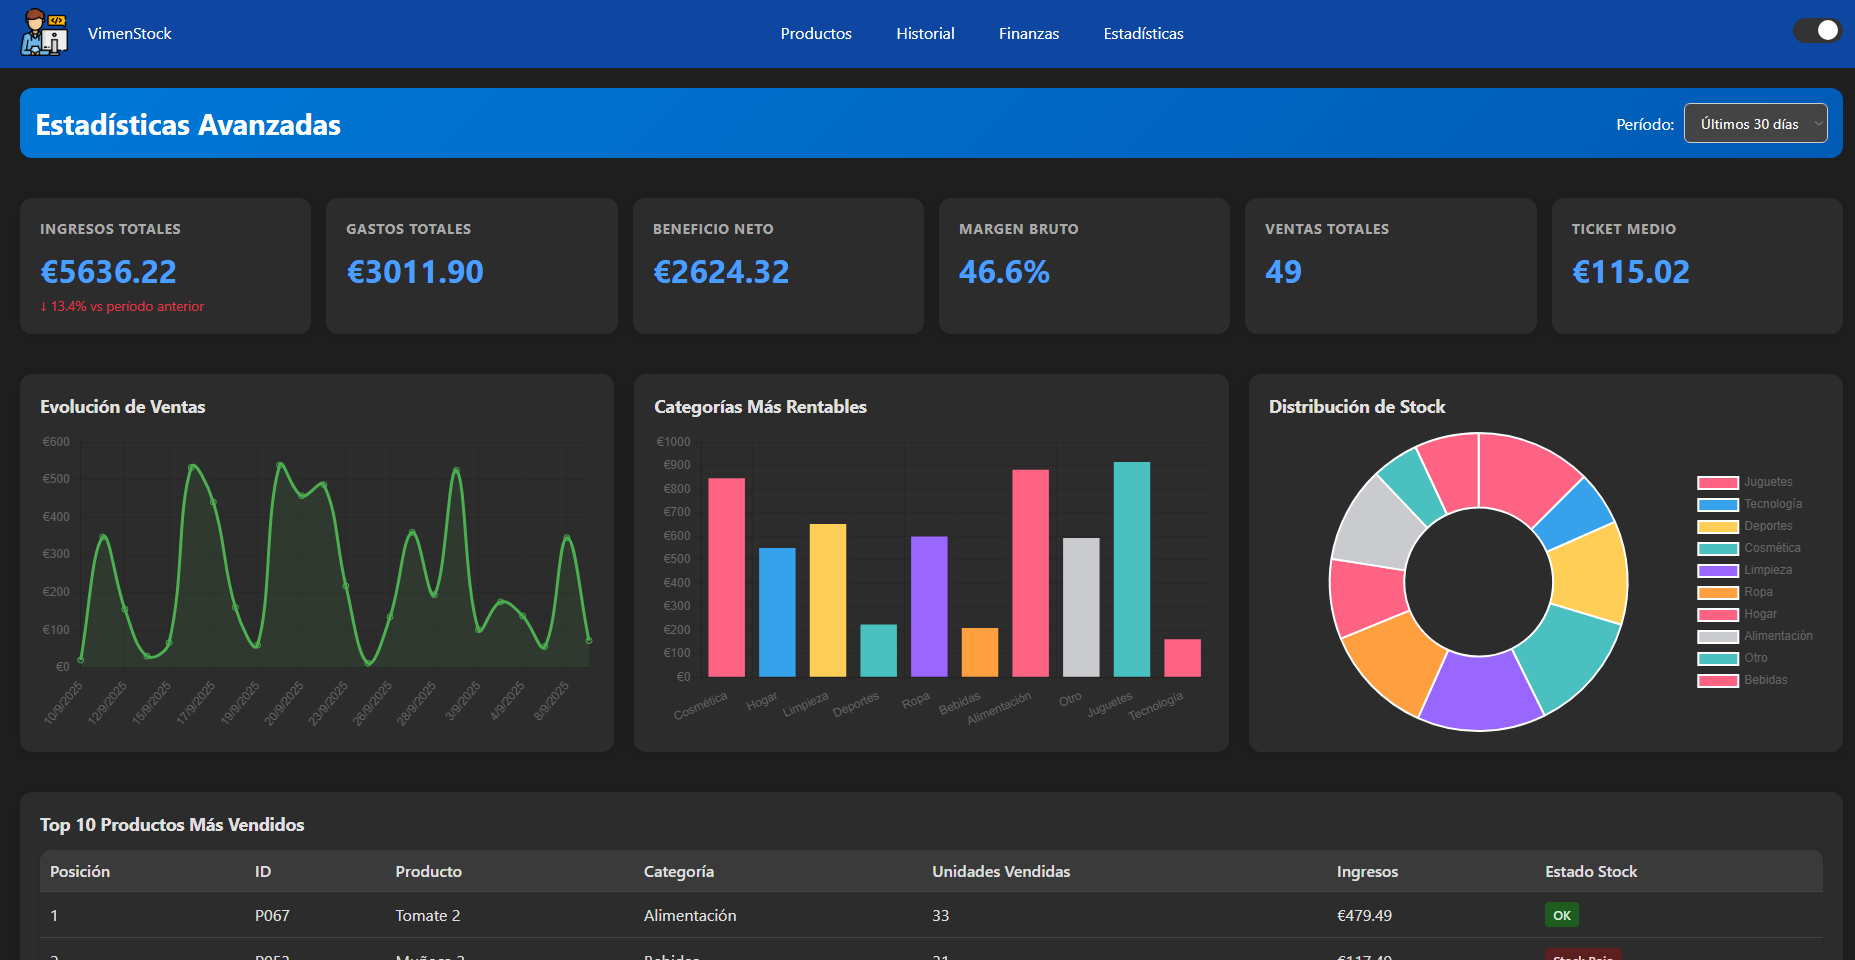 VimenStock
Productos
Historial
Finanzas
Estadísticas
Estadísticas Avanzadas
Período:
Últimos 30 días
INGRESOS TOTALES
€5636.22
↓ 13.4% vs período anterior
GASTOS TOTALES
€3011.90
BENEFICIO NETO
€2624.32
MARGEN BRUTO
46.6%
VENTAS TOTALES
49
TICKET MEDIO
€115.02
Evolución de Ventas
€600
€500
€400
€300
€200
€100
€0
10/9/2025
12/9/2025
15/9/2025
17/9/2025
19/9/2025
20/9/2025
23/9/2025
26/9/2025
28/9/2025
3/9/2025
4/9/2025
8/9/2025
Categorías Más Rentables
€1000
€900
€800
€700
€600
€500
€400
€300
€200
€100
€0
Cosmética
Hogar
Limpieza
Deportes
Ropa
Bebidas
Alimentación
Otro
Juguetes
Tecnología
Distribución de Stock
Juguetes
Tecnología
Deportes
Cosmética
Limpieza
Ropa
Hogar
Alimentación
Otro
Bebidas
Top 10 Productos Más Vendidos
Posición ID Producto Categoría Unidades Vendidas Ingresos Estado Stock
1 P067 Tomate 2 Alimentación 33 €479.49 OK